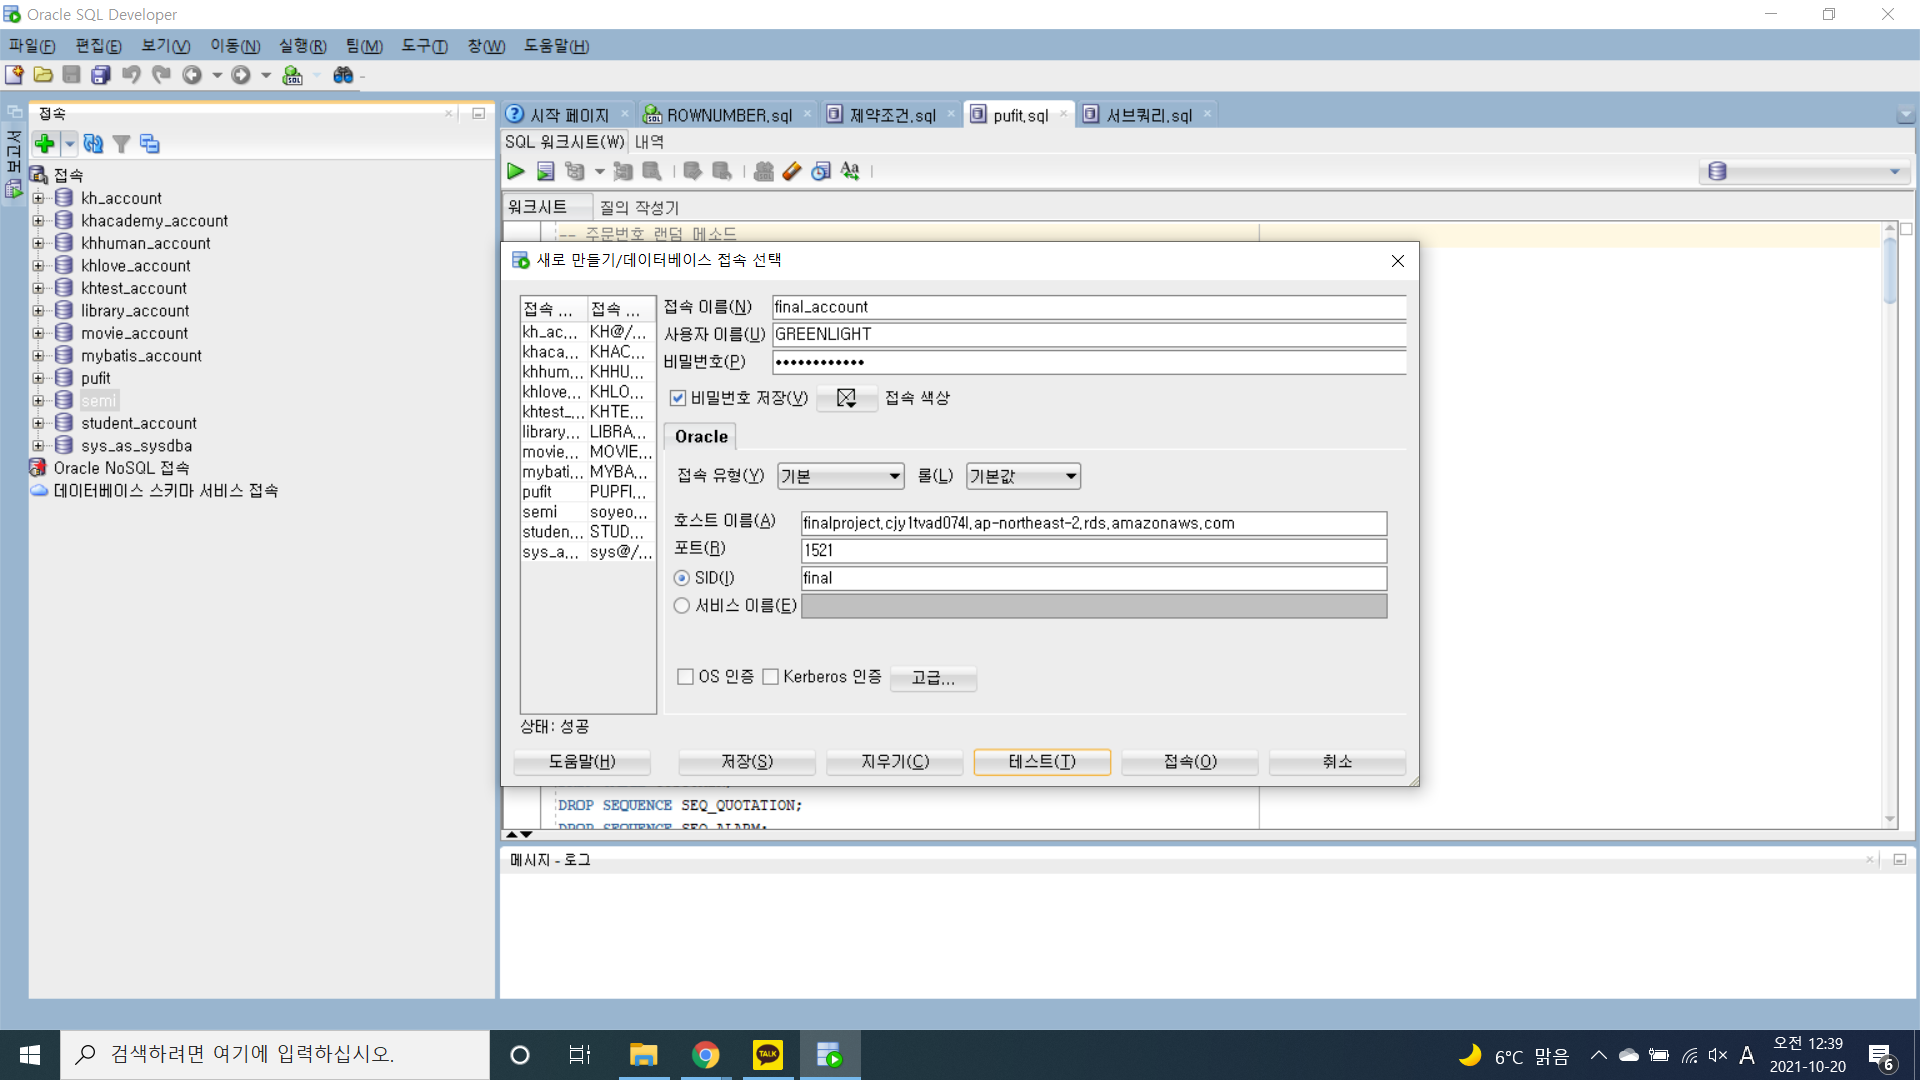 Oracle SQL Developer
파일(F) 편집(E) 보기(V) 이동(N) 실행(R) 팀(M) 도구(T) 창(W) 도움말(H)
접속
시작 페이지 ROWNUMBER.sql 제약조건.sql pufit.sql 서브쿼리.sql
SQL 워크시트(W) 내역
워크시트 질의 작성기
접속
kh_account
khacademy_account
khhuman_account
khlove_account
khtest_account
library_account
movie_account
mybatis_account
pufit
semi
student_account
sys_as_sysdba
Oracle NoSQL 접속
데이터베이스 스키마 서비스 접속
-- 주문번호 랜덤 메소드
새로 만들기/데이터베이스 접속 선택
접속 ... 접속 ...
kh_ac... KH@/...
khaca... KHAC...
khhum... KHHU...
khlove... KHLO...
khtest_... KHTE...
library... LIBRA...
movie... MOVIE...
mybati... MYBA...
pufit PUPFI...
semi soyeo...
studen... STUD...
sys_a... sys@/...
접속 이름(N) final_account
사용자 이름(U) GREENLIGHT
비밀번호(P) ••••••••••••
비밀번호 저장(V) 접속 색상
Oracle
접속 유형(Y) 기본 롤(L) 기본값
호스트 이름(A) finalproject.cjy1tvad074l.ap-northeast-2.rds.amazonaws.com
포트(R) 1521
SID(I) final
서비스 이름(E)
OS 인증 Kerberos 인증 고급...
상태: 성공
도움말(H) 저장(S) 지우기(C) 테스트(T) 접속(O) 취소
DROP SEQUENCE SEQ_QUOTATION;
DROP SEQUENCE SEQ_ALARM;
메시지 - 로그
검색하려면 여기에 입력하십시오.
TALK
6°C 맑음
A
오전 12:39
2021-10-20
6